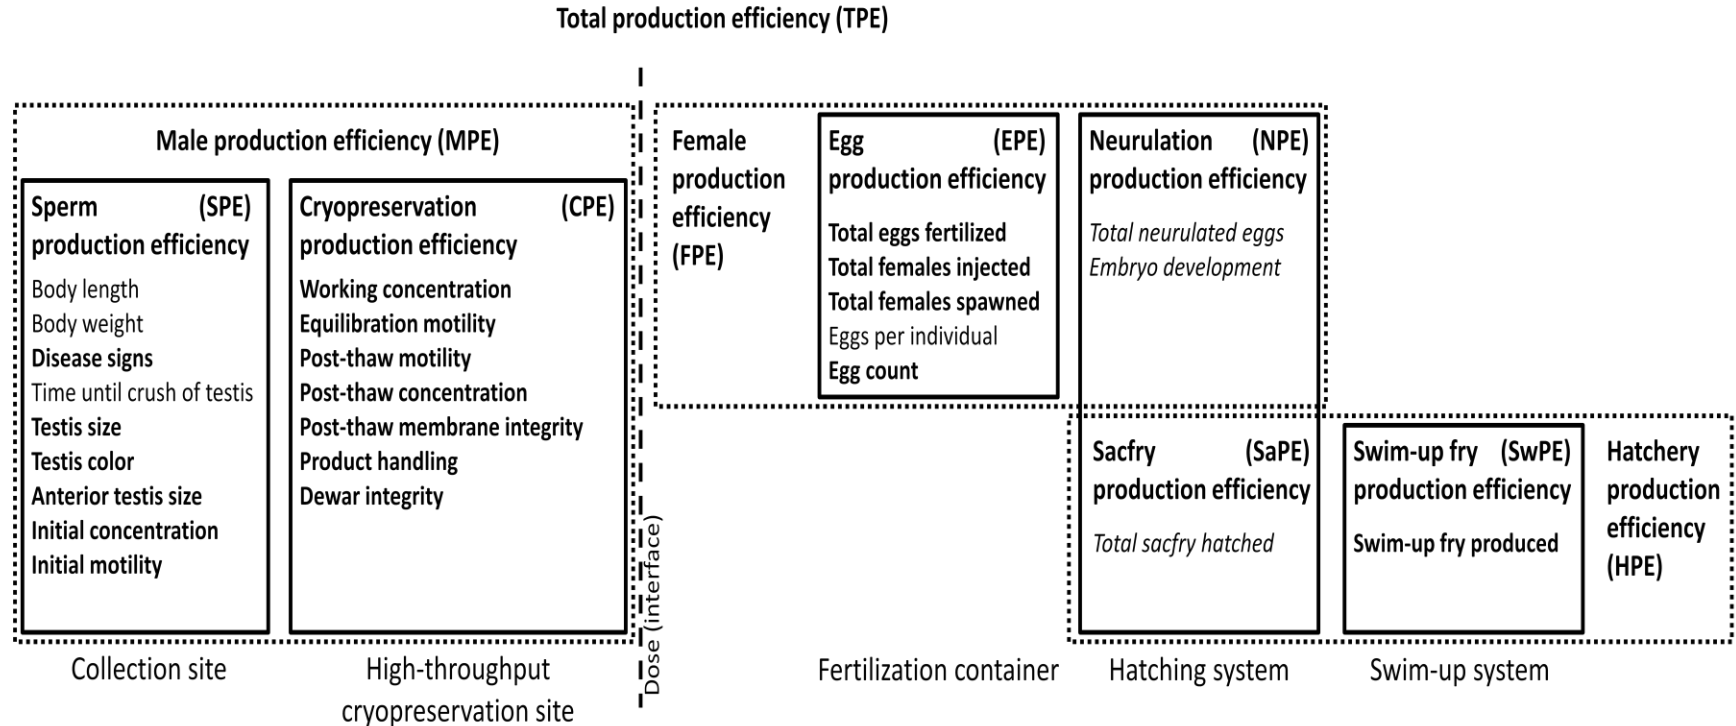 Total production efficiency (TPE)
Male production efficiency (MPE)
Sperm (SPE)
production efficiency
Body length
Body weight
Disease signs
Time until crush of testis
Testis size
Testis color
Anterior testis size
Initial concentration
Initial motility
Collection site
Cryopreservation (CPE)
production efficiency
Working concentration
Equilibration motility
Post-thaw motility
Post-thaw concentration
Post-thaw membrane integrity
Product handling
Dewar integrity
High-throughput
cryopreservation site
Dose (interface)
Female
production
efficiency
(FPE)
Egg (EPE)
production efficiency
Total eggs fertilized
Total females injected
Total females spawned
Eggs per individual
Egg count
Fertilization container
Neurulation (NPE)
production efficiency
Total neurulated eggs
Embryo development
Sacfry (SaPE)
production efficiency
Total sacfry hatched
Hatching system
Swim-up fry (SwPE)
production efficiency
Swim-up fry produced
Swim-up system
Hatchery
production
efficiency
(HPE)